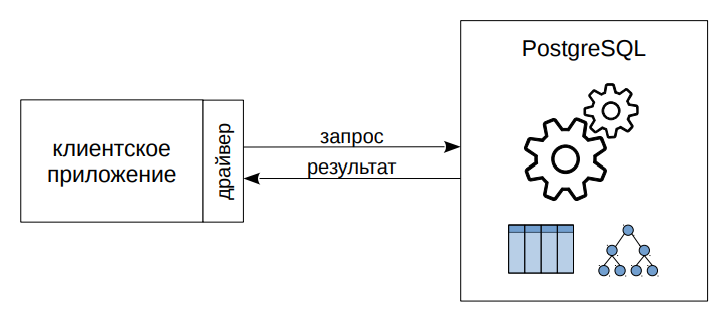 PostgreSQL
клиентское
приложение
драйвер
запрос
результат